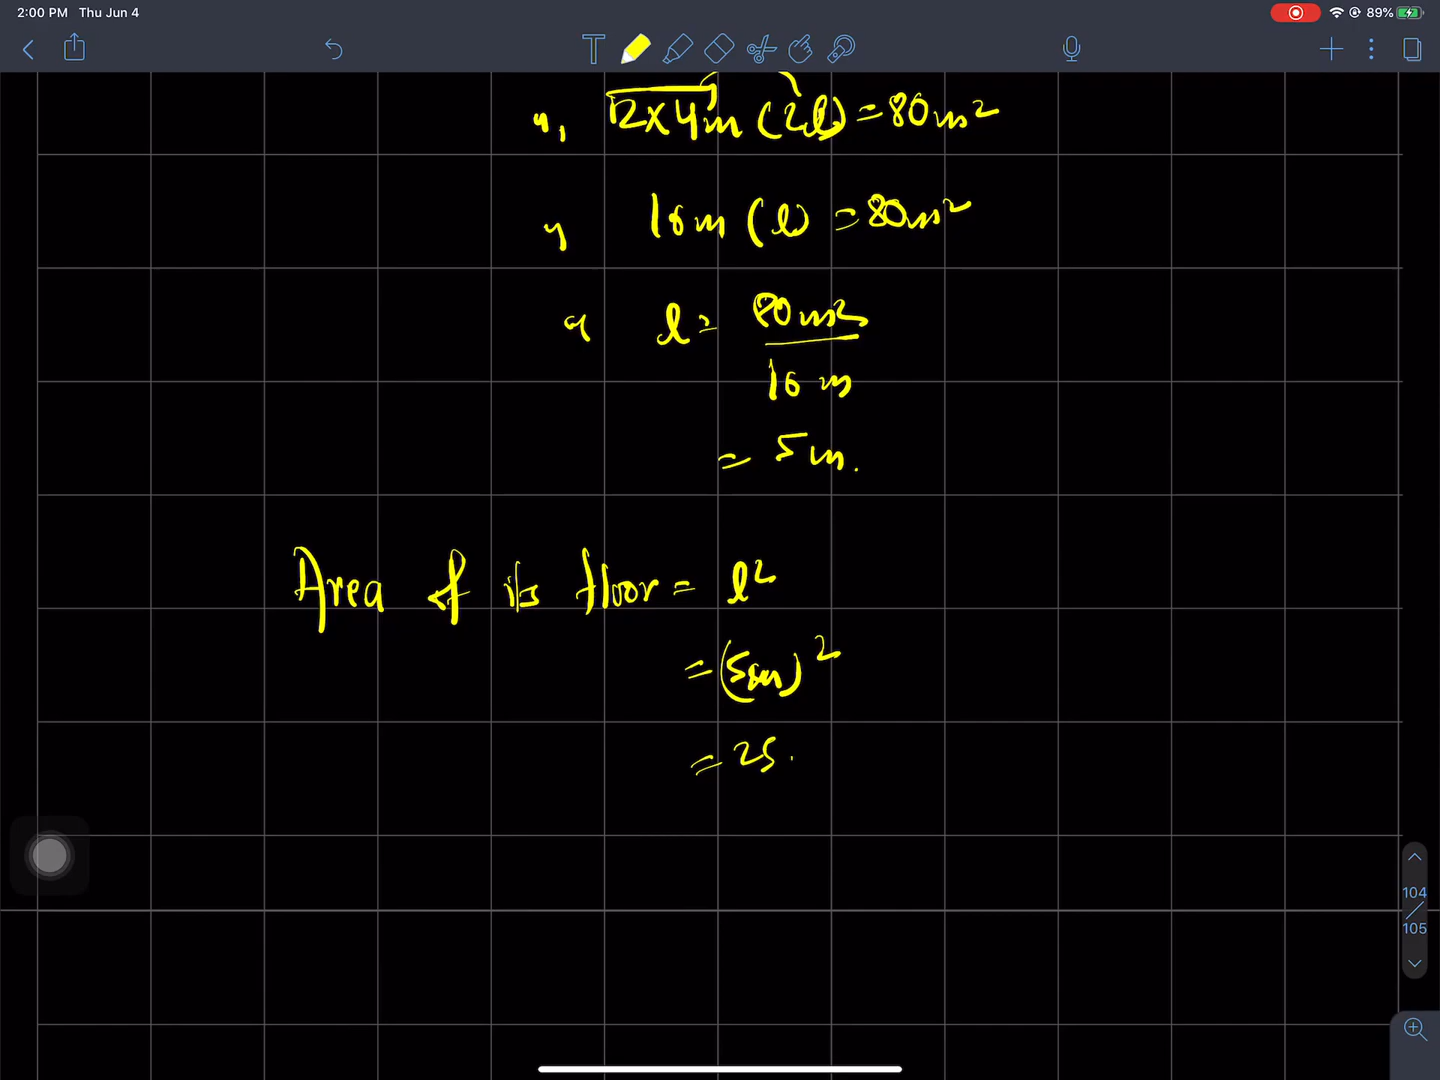 2:00 PM Thu Jun 4
89%
T
2×4m (2l) = 80m²
16m (l) = 80m²
l = 80m²
16 m
= 5m.
Area of its floor = l²
= (5m)²
= 25.
104
105